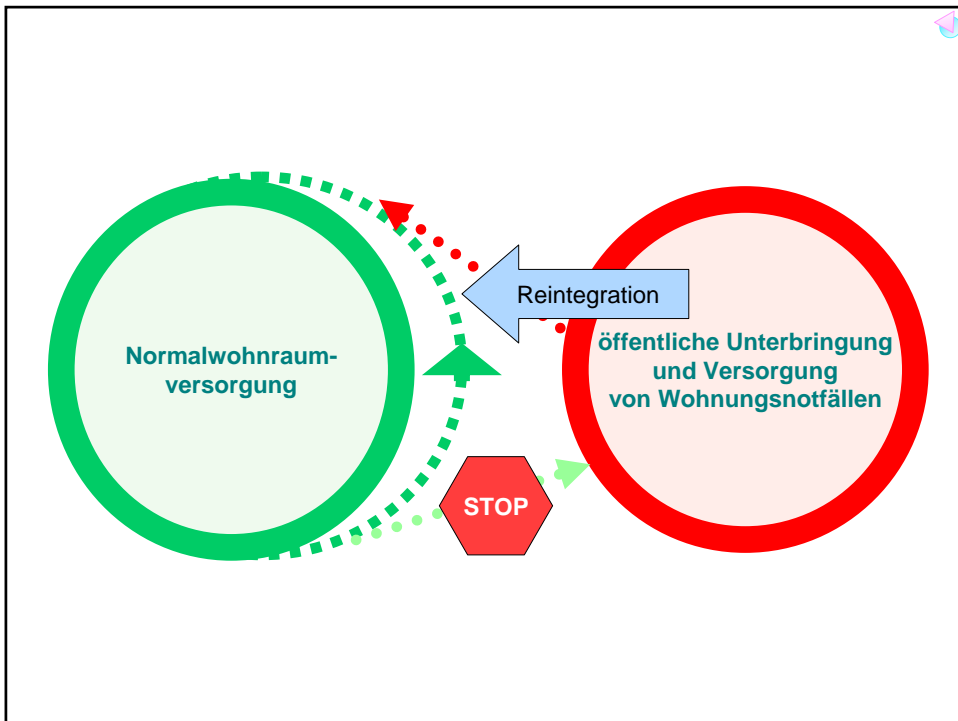 Reintegration
Normalwohnraum-
versorgung
öffentliche Unterbringung
und Versorgung
von Wohnungsnotfällen
STOP